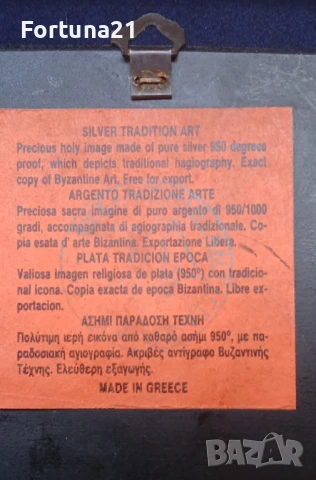 Fortuna21
SILVER TRADITION ART
Precious holy image made of pure silver 950 degrees
proof, which depicts traditional hagiography. Exact
copy of Byzantine Art. Free for export.
ARGENTO TRADIZIONE ARTE
Preciosa sacra imagine di puro argento di 950/1000
gradi, accompagnata di agiographia tradizionale. Co-
pia esata d' arte Bizantina. Exportazione Libera.
PLATA TRADICION EPOCA
Valiosa imagen religiosa de plata (950°) con tradicio-
nal icona. Copia exacta de epoca Bizantina. Libre ex-
portacion.
ΑΣΗΜΙ ΠΑΡΑΔΟΣΗ ΤΕΧΝΗ
Πολύτιμη ιερή εικόνα από καθαρό ασήμι 950°, με πα-
ραδοσιακή αγιογραφία. Ακριβές αντίγραφο Βυζαντινής
Τέχνης. Ελεύθερη εξαγωγής.
MADE IN GREECE
bazar.bg